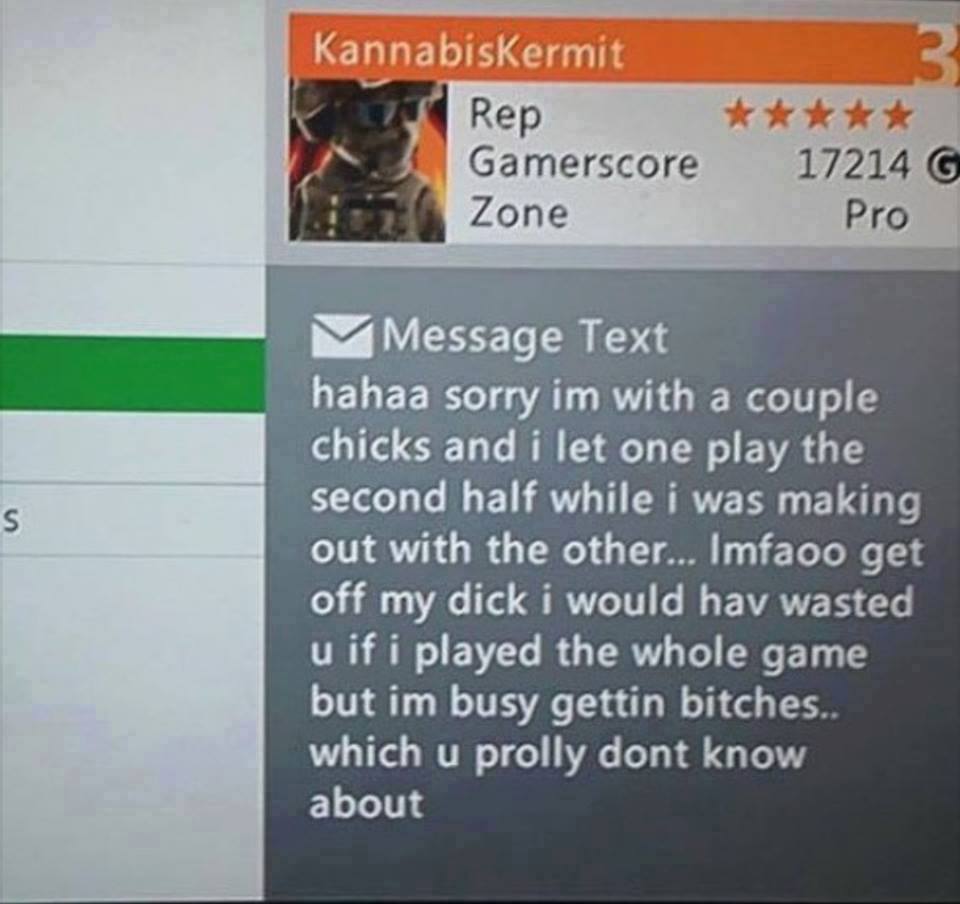 KannabisKermit
3
Rep
Gamerscore 17214 G
Zone Pro
Message Text
hahaa sorry im with a couple
chicks and i let one play the
second half while i was making
out with the other... lmfaoo get
off my dick i would hav wasted
u if i played the whole game
but im busy gettin bitches..
which u prolly dont know
about
s